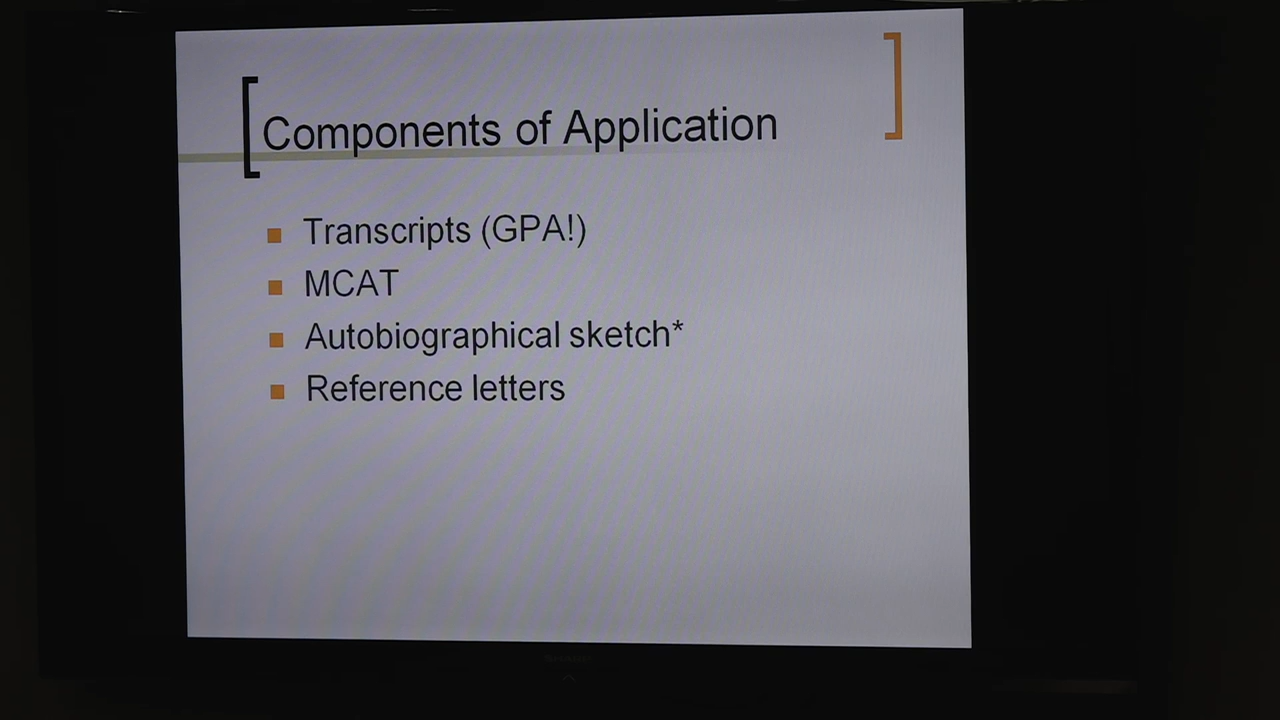 Components of Application
Transcripts (GPA!)
MCAT
Autobiographical sketch*
Reference letters